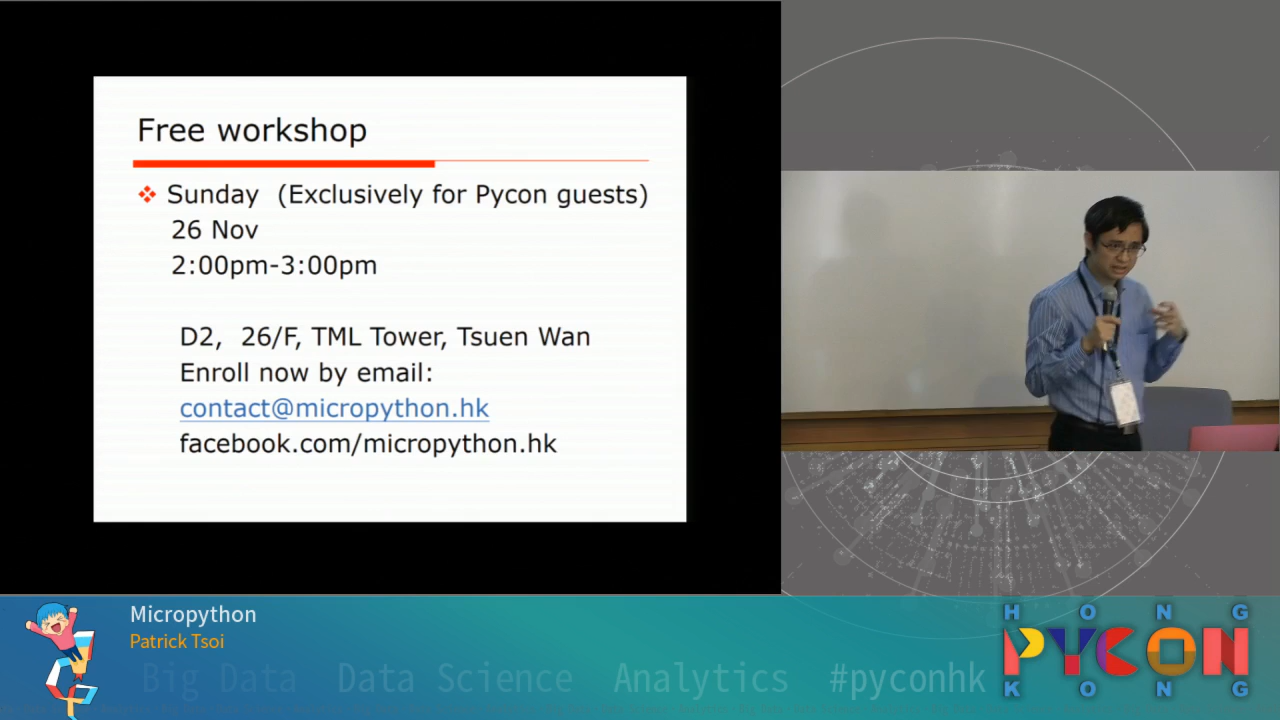 Free workshop
Sunday (Exclusively for Pycon guests)
26 Nov
2:00pm-3:00pm
D2, 26/F, TML Tower, Tsuen Wan
Enroll now by email:
contact@micropython.hk
facebook.com/micropython.hk
Micropython
Patrick Tsoi
Big Data Data Science Analytics #pyconhk
HONG
PYCON
KONG